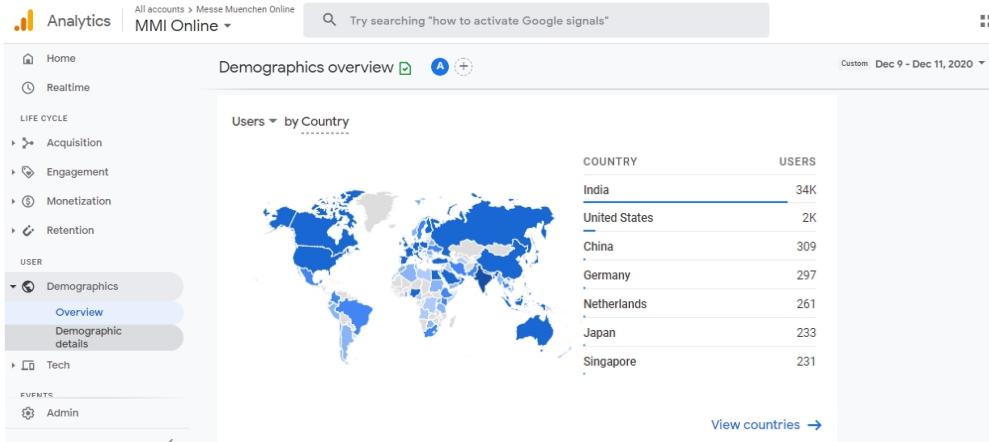 Analytics
All accounts > Messe Muenchen Online
MMI Online
Try searching "how to activate Google signals"
Home
Realtime
LIFE CYCLE
Acquisition
Engagement
Monetization
Retention
USER
Demographics
Overview
Demographic
details
Tech
EVENTS
Admin
Demographics overview
A
Custom Dec 9 - Dec 11, 2020
Users by Country
COUNTRY USERS
India 34K
United States 2K
China 309
Germany 297
Netherlands 261
Japan 233
Singapore 231
View countries